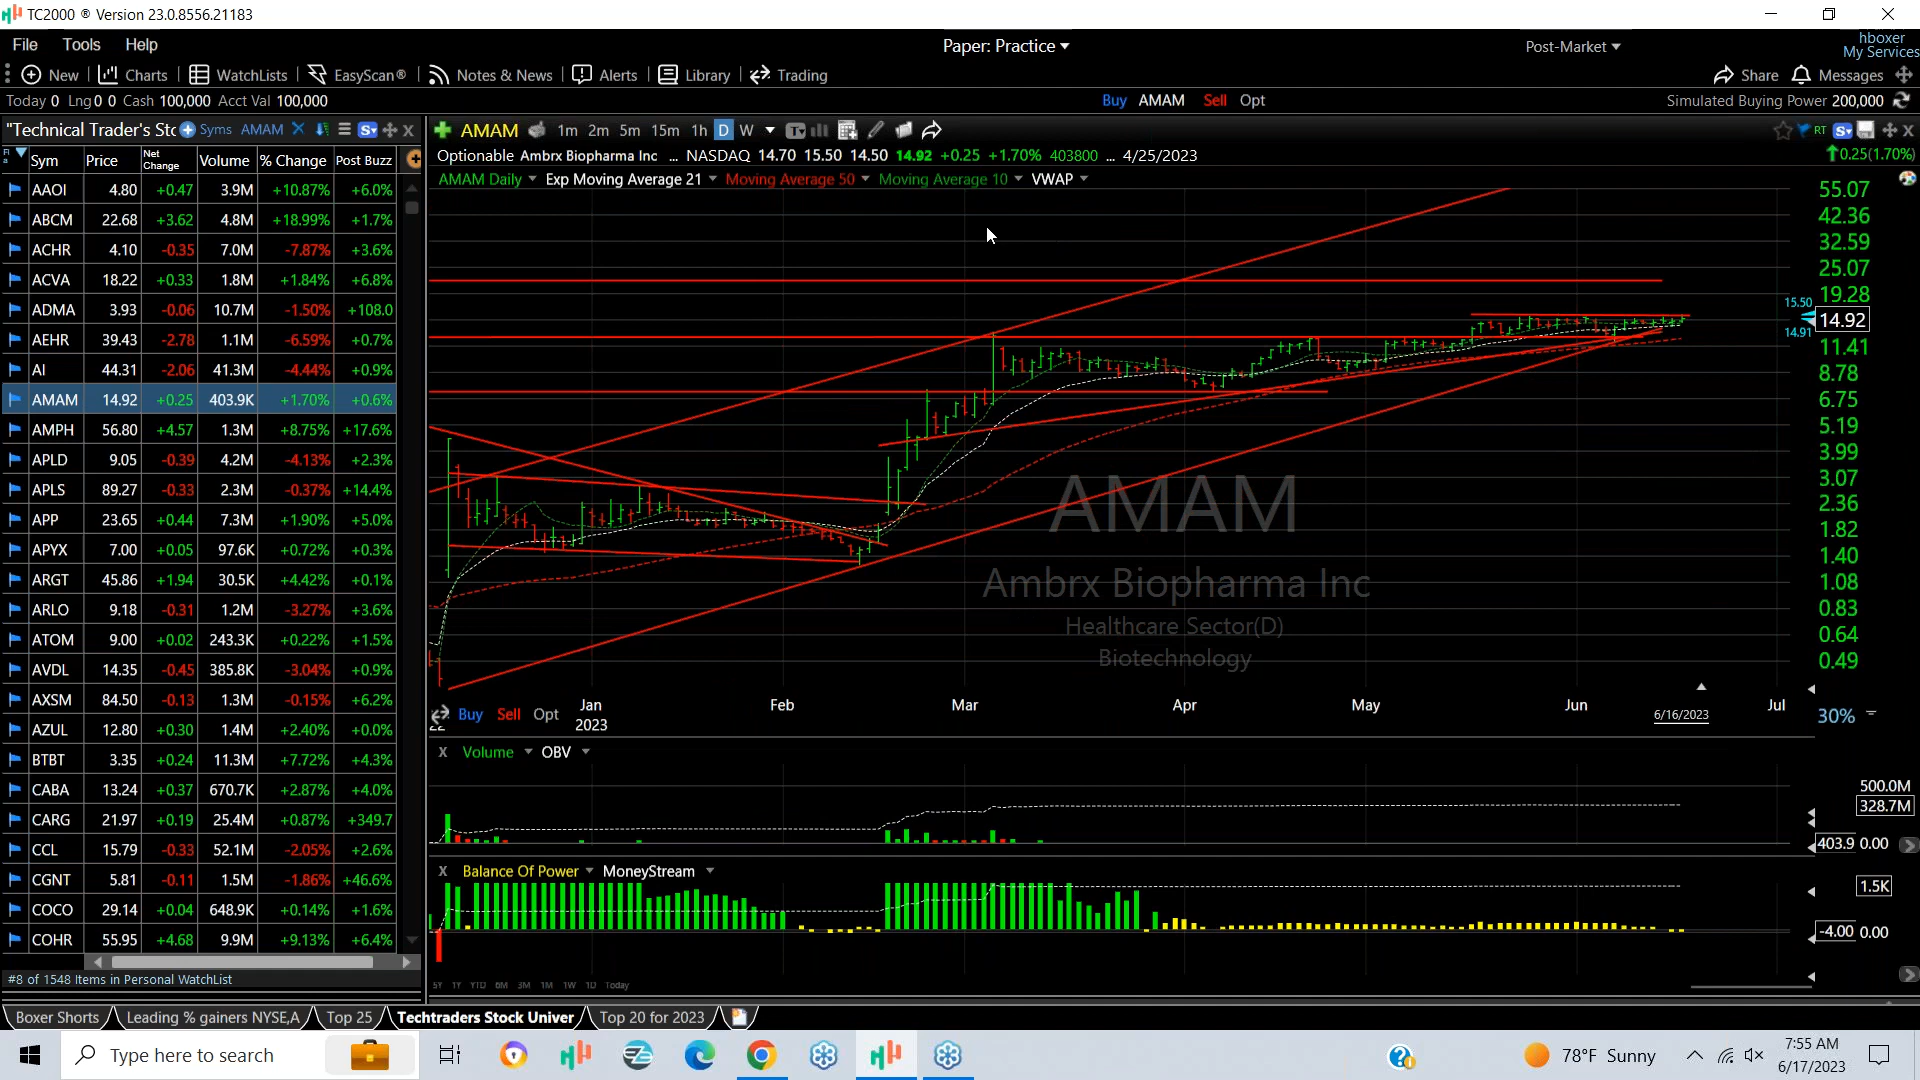 TC2000 ® Version 23.0.8556.21183
File Tools Help
Paper: Practice
Post-Market
hboxer
My Services
New Charts WatchLists EasyScan® Notes & News Alerts Library Trading
Share Messages
Today 0 Lng 0 0 Cash 100,000 Acct Val 100,000
Buy AMAM Sell Opt
Simulated Buying Power 200,000
"Technical Trader's Stc Syms AMAM
AMAM 1m 2m 5m 15m 1h D W
RT
Sym Price Net Change Volume % Change Post Buzz
Optionable Ambrx Biopharma Inc ... NASDAQ 14.70 15.50 14.50 14.92 +0.25 +1.70% 403800 ... 4/25/2023
0.25(1.70%)
AMAM Daily Exp Moving Average 21 Moving Average 50 Moving Average 10 VWAP
AAOI 4.80 +0.47 3.9M +10.87% +6.0%
ABCM 22.68 +3.62 4.8M +18.99% +1.7%
ACHR 4.10 -0.35 7.0M -7.87% +3.6%
ACVA 18.22 +0.33 1.8M +1.84% +6.8%
ADMA 3.93 -0.06 10.7M -1.50% +108.0
AEHR 39.43 -2.78 1.1M -6.59% +0.7%
AI 44.31 -2.06 41.3M -4.44% +0.9%
AMAM 14.92 +0.25 403.9K +1.70% +0.6%
AMPH 56.80 +4.57 1.3M +8.75% +17.6%
APLD 9.05 -0.39 4.2M -4.13% +2.3%
APLS 89.27 -0.33 2.3M -0.37% +14.4%
APP 23.65 +0.44 7.3M +1.90% +5.0%
APYX 7.00 +0.05 97.6K +0.72% +0.3%
ARGT 45.86 +1.94 30.5K +4.42% +0.1%
ARLO 9.18 -0.31 1.2M -3.27% +3.6%
ATOM 9.00 +0.02 243.3K +0.22% +1.5%
AVDL 14.35 -0.45 385.8K -3.04% +0.9%
AXSM 84.50 -0.13 1.3M -0.15% +6.2%
AZUL 12.80 +0.30 1.4M +2.40% +0.0%
BTBT 3.35 +0.24 11.3M +7.72% +4.3%
CABA 13.24 +0.37 670.7K +2.87% +4.0%
CARG 21.97 +0.19 25.4M +0.87% +349.7
CCL 15.79 -0.33 52.1M -2.05% +2.6%
CGNT 5.81 -0.11 1.5M -1.86% +46.6%
COCO 29.14 +0.04 648.9K +0.14% +1.6%
COHR 55.95 +4.68 9.9M +9.13% +6.4%
#8 of 1548 Items in Personal WatchList
55.07
42.36
32.59
25.07
19.28
15.50
14.92
14.91
11.41
8.78
6.75
5.19
3.99
3.07
2.36
1.82
1.40
1.08
0.83
0.64
0.49
AMAM
Ambrx Biopharma Inc
Healthcare Sector(D)
Biotechnology
Jan Feb Mar Apr May Jun Jul
22 2023 6/16/2023
Buy Sell Opt
30%
X Volume OBV
500.0M
328.7M
403.9 0.00
X Balance Of Power MoneyStream
1.5K
-4.00 0.00
5Y 1Y YTD 6M 3M 1M 1W 1D Today
Boxer Shorts Leading % gainers NYSE,A Top 25 Techtraders Stock Univer Top 20 for 2023
Type here to search
78°F Sunny
7:55 AM
6/17/2023